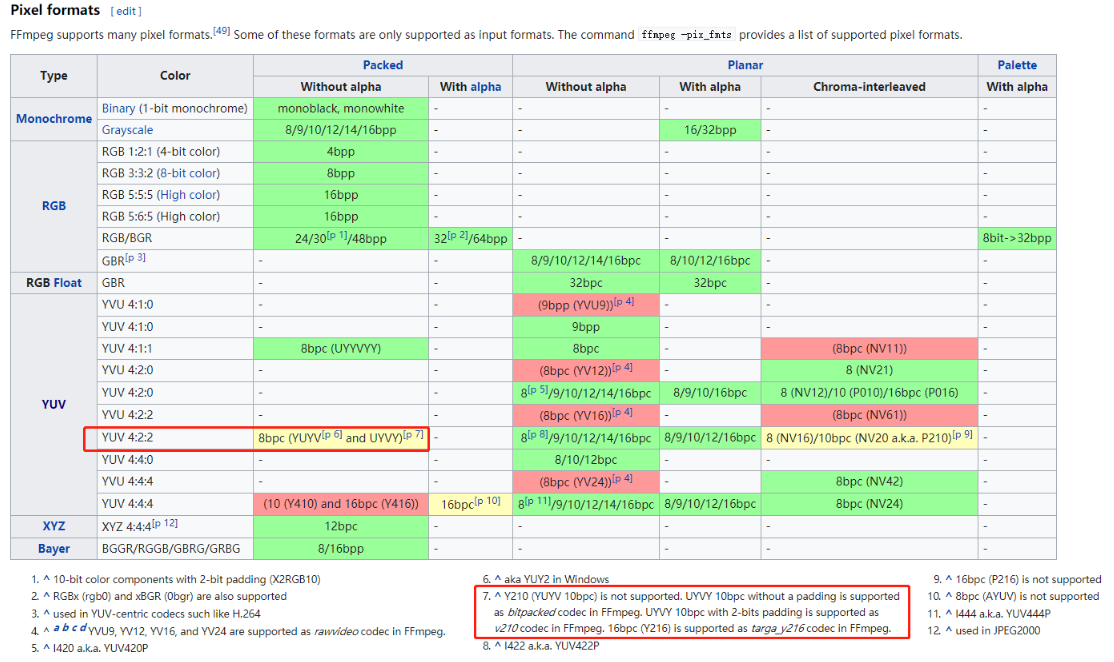 Pixel formats [ edit ]
FFmpeg supports many pixel formats.[49] Some of these formats are only supported as input formats. The command ffmpeg -pix_fmts provides a list of supported pixel formats.
Type Color Packed Planar Palette
Without alpha With alpha Without alpha With alpha Chroma-interleaved With alpha
Monochrome Binary (1-bit monochrome) monoblack, monowhite - - - - -
Grayscale 8/9/10/12/14/16bpp - - 16/32bpp - -
RGB RGB 1:2:1 (4-bit color) 4bpp - - - - -
RGB 3:3:2 (8-bit color) 8bpp - - - - -
RGB 5:5:5 (High color) 16bpp - - - - -
RGB 5:6:5 (High color) 16bpp - - - - -
RGB/BGR 24/30[p 1]/48bpp 32[p 2]/64bpp - - - 8bit->32bpp
GBR[p 3] - - 8/9/10/12/14/16bpc 8/10/12/16bpc - -
RGB Float GBR - - 32bpc 32bpc - -
YUV YVU 4:1:0 - - (9bpp (YVU9))[p 4] - - -
YUV 4:1:0 - - 9bpp - - -
YUV 4:1:1 8bpc (UYYVYY) - 8bpc - (8bpc (NV11)) -
YVU 4:2:0 - - (8bpc (YV12))[p 4] - 8 (NV21) -
YUV 4:2:0 - - 8[p 5]/9/10/12/14/16bpc 8/9/10/16bpc 8 (NV12)/10 (P010)/16bpc (P016) -
YVU 4:2:2 - - (8bpc (YV16))[p 4] - (8bpc (NV61)) -
YUV 4:2:2 8bpc (YUYV[p 6] and UYVY)[p 7] - 8[p 8]/9/10/12/14/16bpc 8/9/10/12/16bpc 8 (NV16)/10bpc (NV20 a.k.a. P210)[p 9] -
YUV 4:4:0 - - 8/10/12bpc - - -
YVU 4:4:4 - - (8bpc (YV24))[p 4] - 8bpc (NV42) -
YUV 4:4:4 (10 (Y410) and 16bpc (Y416)) 16bpc[p 10] 8[p 11]/9/10/12/14/16bpc 8/9/10/12/16bpc 8bpc (NV24) -
XYZ XYZ 4:4:4[p 12] 12bpc - - - - -
Bayer BGGR/RGGB/GBRG/GRBG 8/16bpp - - - - -
1. ^ 10-bit color components with 2-bit padding (X2RGB10)
2. ^ RGBx (rgb0) and xBGR (0bgr) are also supported
3. ^ used in YUV-centric codecs such like H.264
4. ^ a b c d YVU9, YV12, YV16, and YV24 are supported as rawvideo codec in FFmpeg.
5. ^ I420 a.k.a. YUV420P
6. ^ aka YUY2 in Windows
7. ^ Y210 (YUYV 10bpc) is not supported. UYVY 10bpc without a padding is supported
as bitpacked codec in FFmpeg. UYVY 10bpc with 2-bits padding is supported as
v210 codec in FFmpeg. 16bpc (Y216) is supported as targa_y216 codec in FFmpeg.
8. ^ I422 a.k.a. YUV422P
9. ^ 16bpc (P216) is not supported
10. ^ 8bpc (AYUV) is not supported
11. ^ I444 a.k.a. YUV444P
12. ^ used in JPEG2000